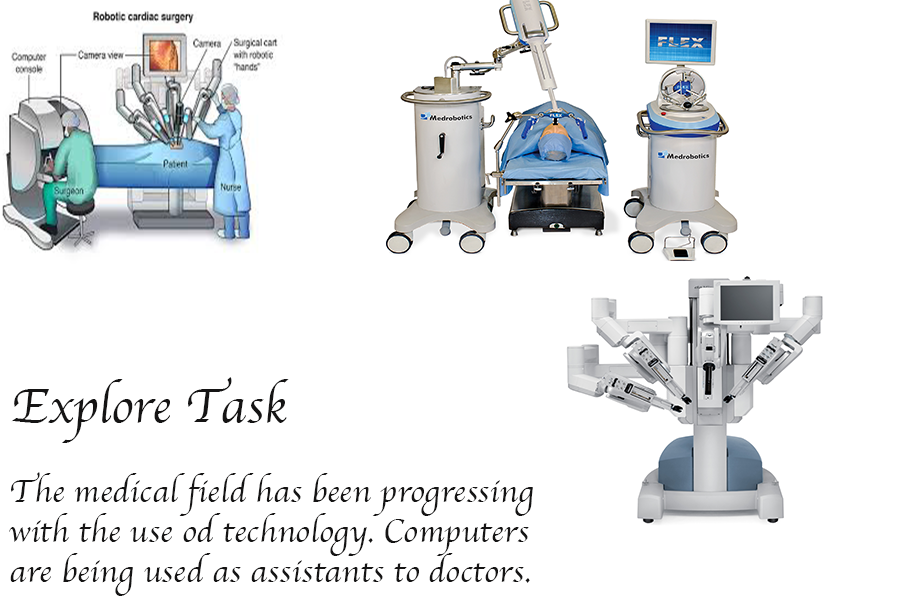 Robotic cardiac surgery
Computer
console
Camera view
Camera
Surgical cart
with robotic
"hands"
Patient
Surgeon
Nurse
FLEX
Medrobotics
FLEX
FLEX
Medrobotics
Explore Task
The medical field has been progressing
with the use od technology. Computers
are being used as assistants to doctors.